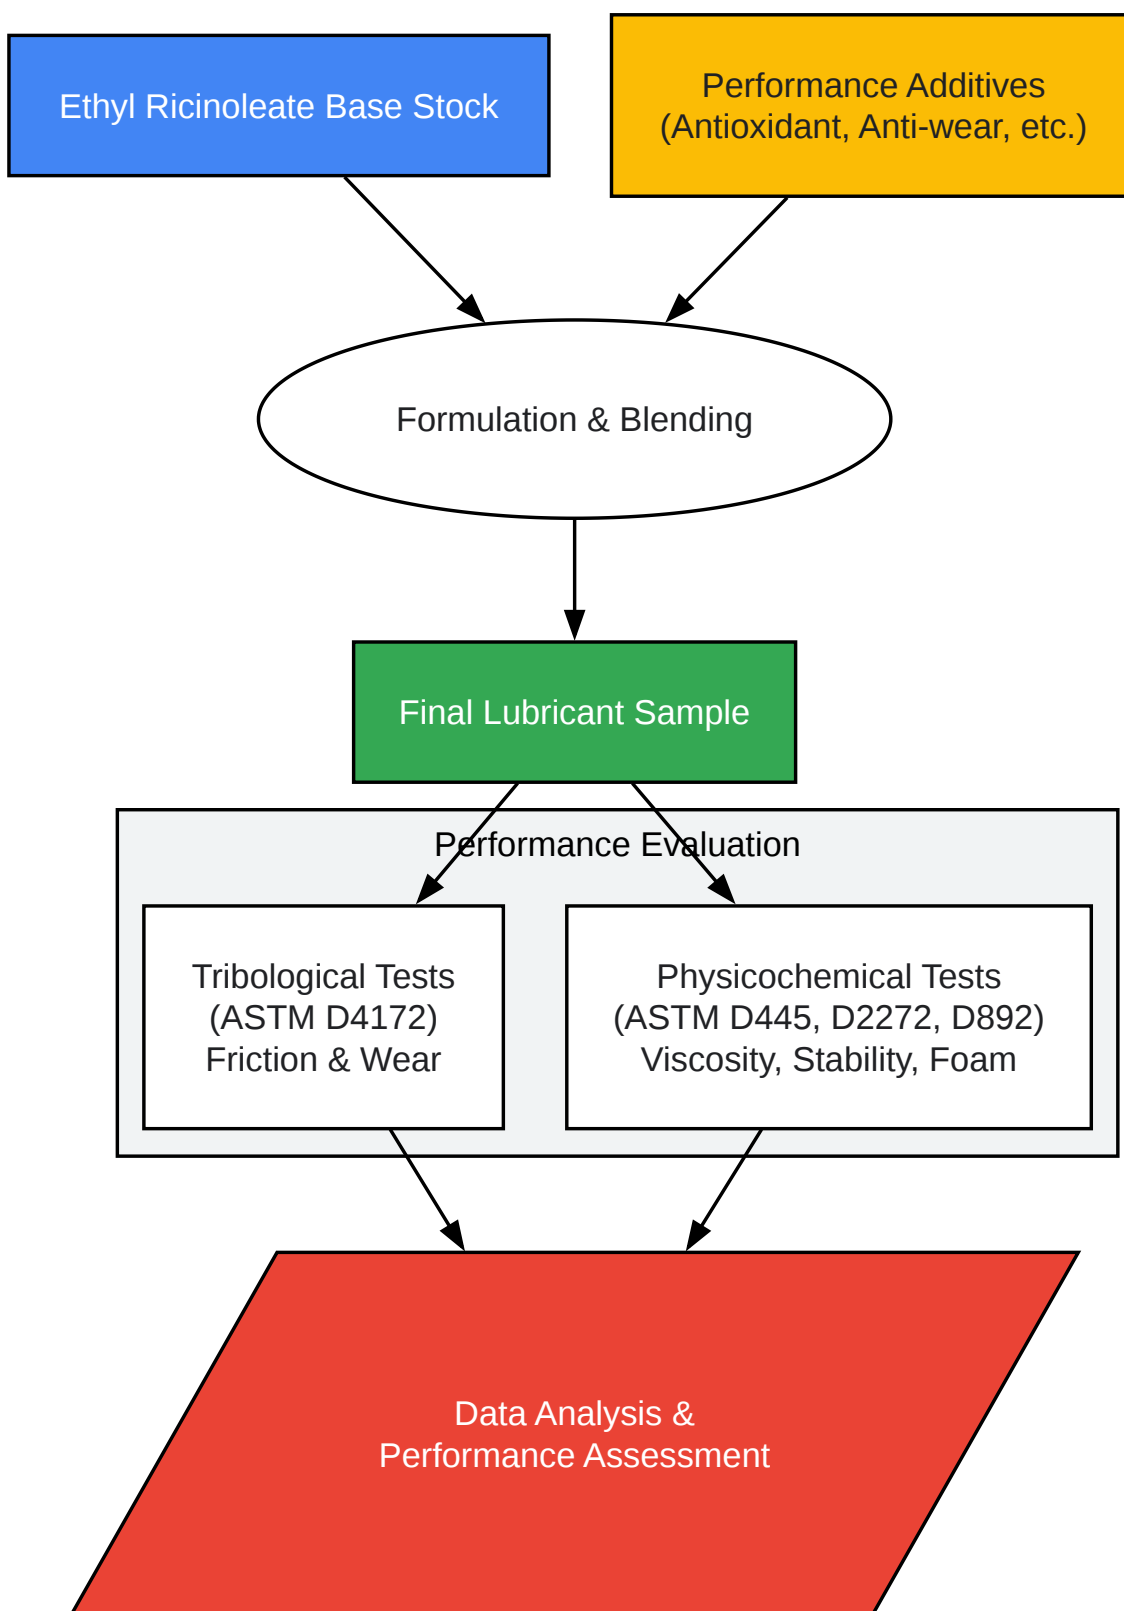 Ethyl Ricinoleate Base Stock
Performance Additives
(Antioxidant, Anti-wear, etc.)
Formulation & Blending
Final Lubricant Sample
Performance Evaluation
Tribological Tests
(ASTM D4172)
Friction & Wear
Physicochemical Tests
(ASTM D445, D2272, D892)
Viscosity, Stability, Foam
Data Analysis &
Performance Assessment